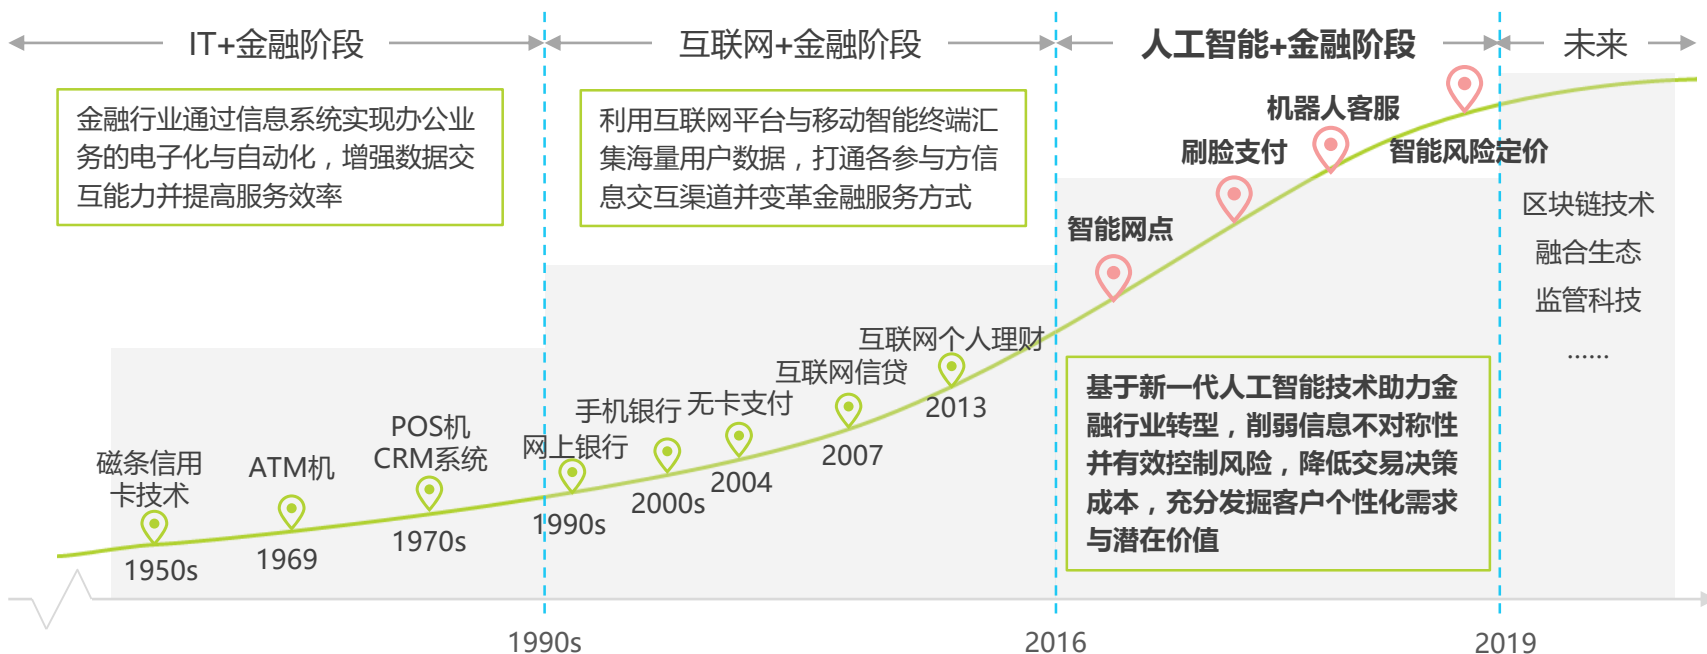 IT+金融阶段
互联网+金融阶段
人工智能+金融阶段
未来
金融行业通过信息系统实现办公业
务的电子化与自动化，增强数据交
互能力并提高服务效率
利用互联网平台与移动智能终端汇
集海量用户数据，打通各参与方信
息交互渠道并变革金融服务方式
磁条信用
卡技术
1950s
ATM机
1969
POS机
CRM系统
1970s
网上银行
1990s
手机银行
2000s
无卡支付
2004
互联网信贷
2007
互联网个人理财
2013
智能网点
刷脸支付
机器人客服
智能风险定价
基于新一代人工智能技术助力金
融行业转型，削弱信息不对称性
并有效控制风险，降低交易决策
成本，充分发掘客户个性化需求
与潜在价值
区块链技术
融合生态
监管科技
......
1990s
2016
2019